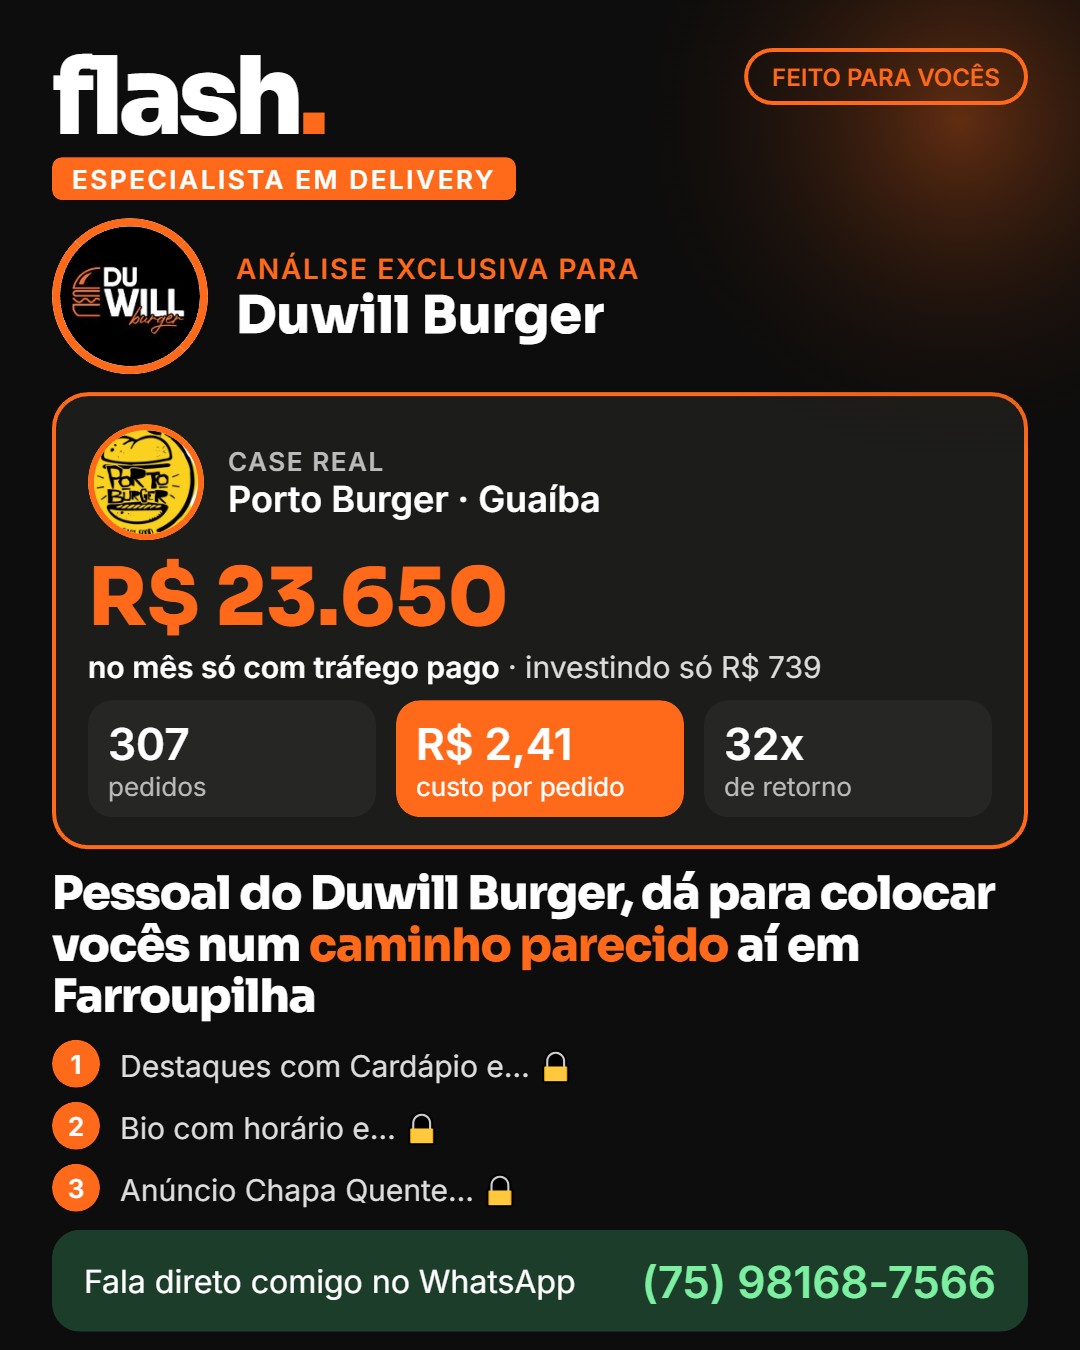 flash.
FEITO PARA VOCÊS
ESPECIALISTA EM DELIVERY
DU
WILL
burger
ANÁLISE EXCLUSIVA PARA
Duwill Burger
PORTO
BURGER
CASE REAL
Porto Burger · Guaíba
R$ 23.650
no mês só com tráfego pago · investindo só R$ 739
307
pedidos
R$ 2,41
custo por pedido
32x
de retorno
Pessoal do Duwill Burger, dá para colocar
vocês num caminho parecido aí em
Farroupilha
1 Destaques com Cardápio e... 🔒
2 Bio com horário e... 🔒
3 Anúncio Chapa Quente... 🔒
Fala direto comigo no WhatsApp (75) 98168-7566